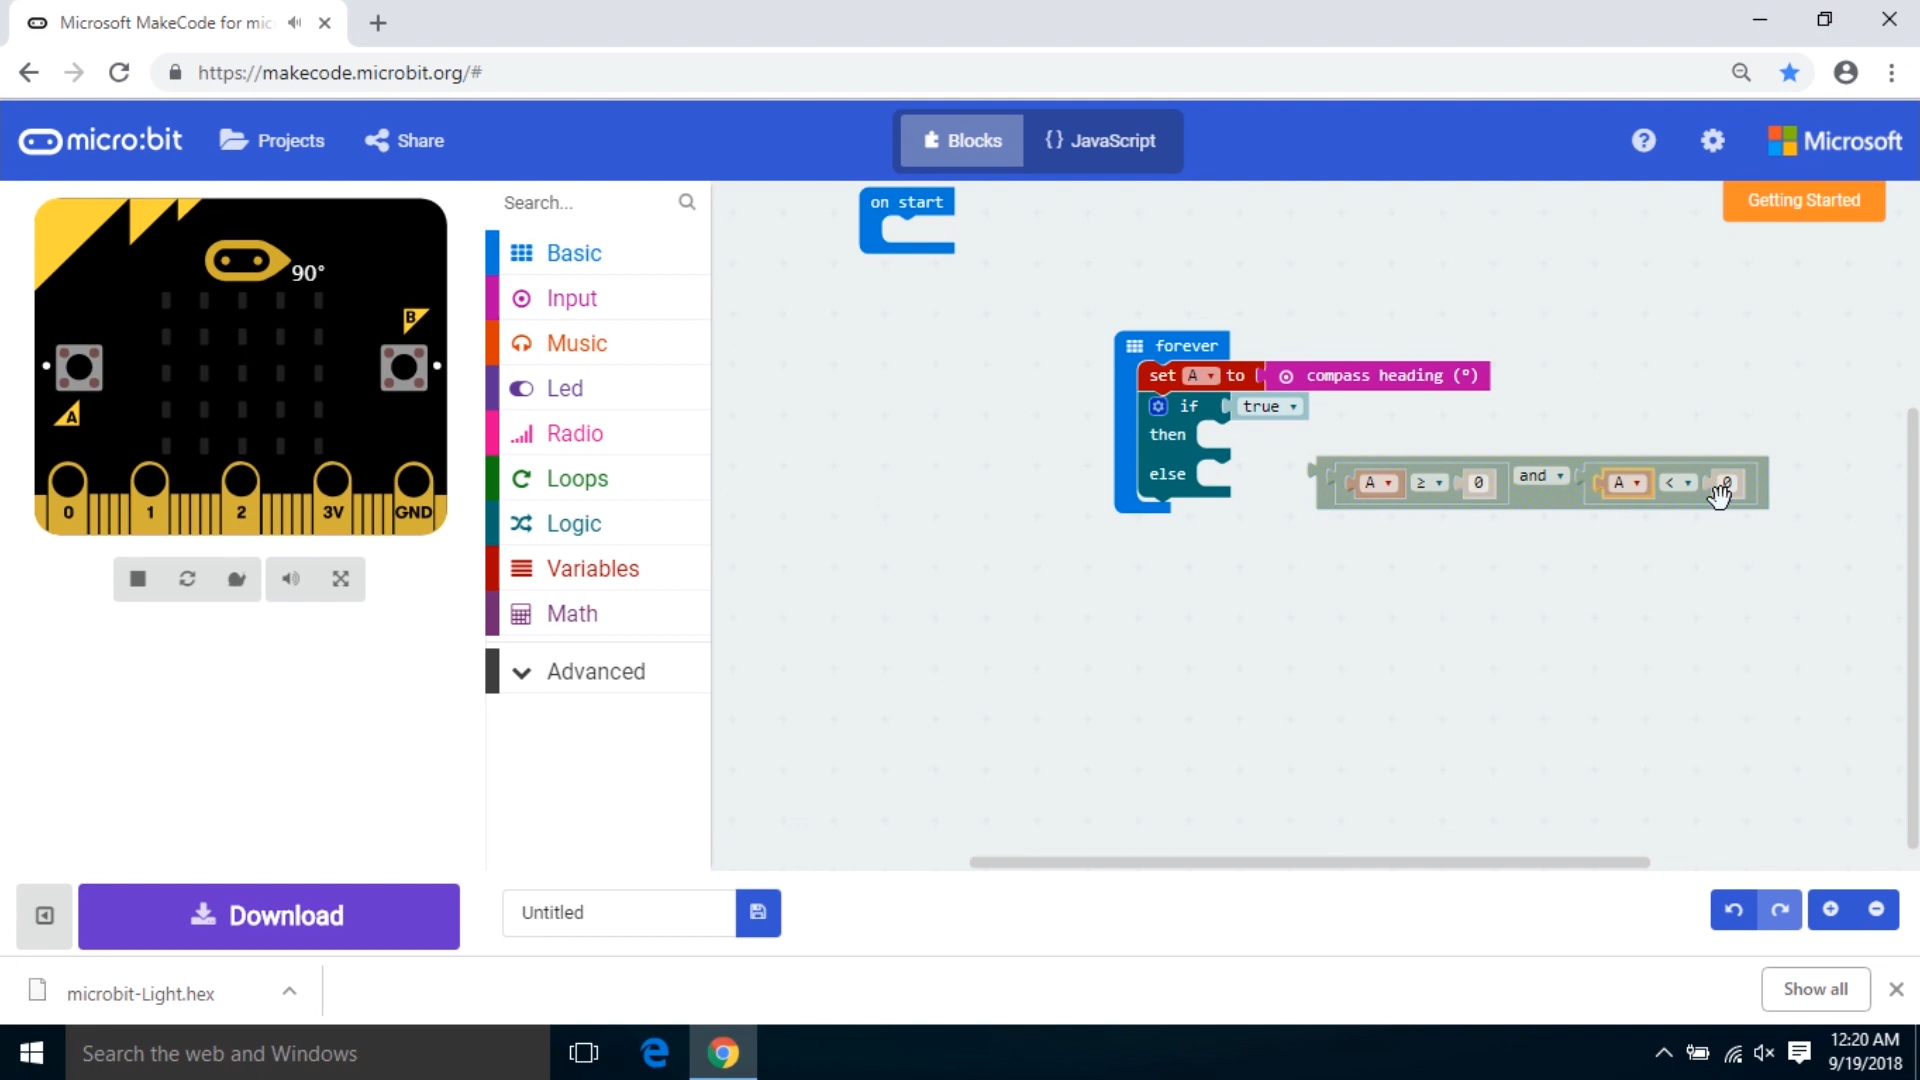 Microsoft MakeCode for mic
https://makecode.microbit.org/#
micro:bit
Projects
Share
Blocks
{} JavaScript
?
Microsoft
Getting Started
Search...
Basic
Input
Music
Led
Radio
Loops
Logic
Variables
Math
Advanced
90°
B
A
0 1 2 3V GND
on start
forever
set A to compass heading (°)
if true
then
else
A ≥ 0 and A < 0
Download
Untitled
microbit-Light.hex
Show all
Search the web and Windows
12:20 AM
9/19/2018